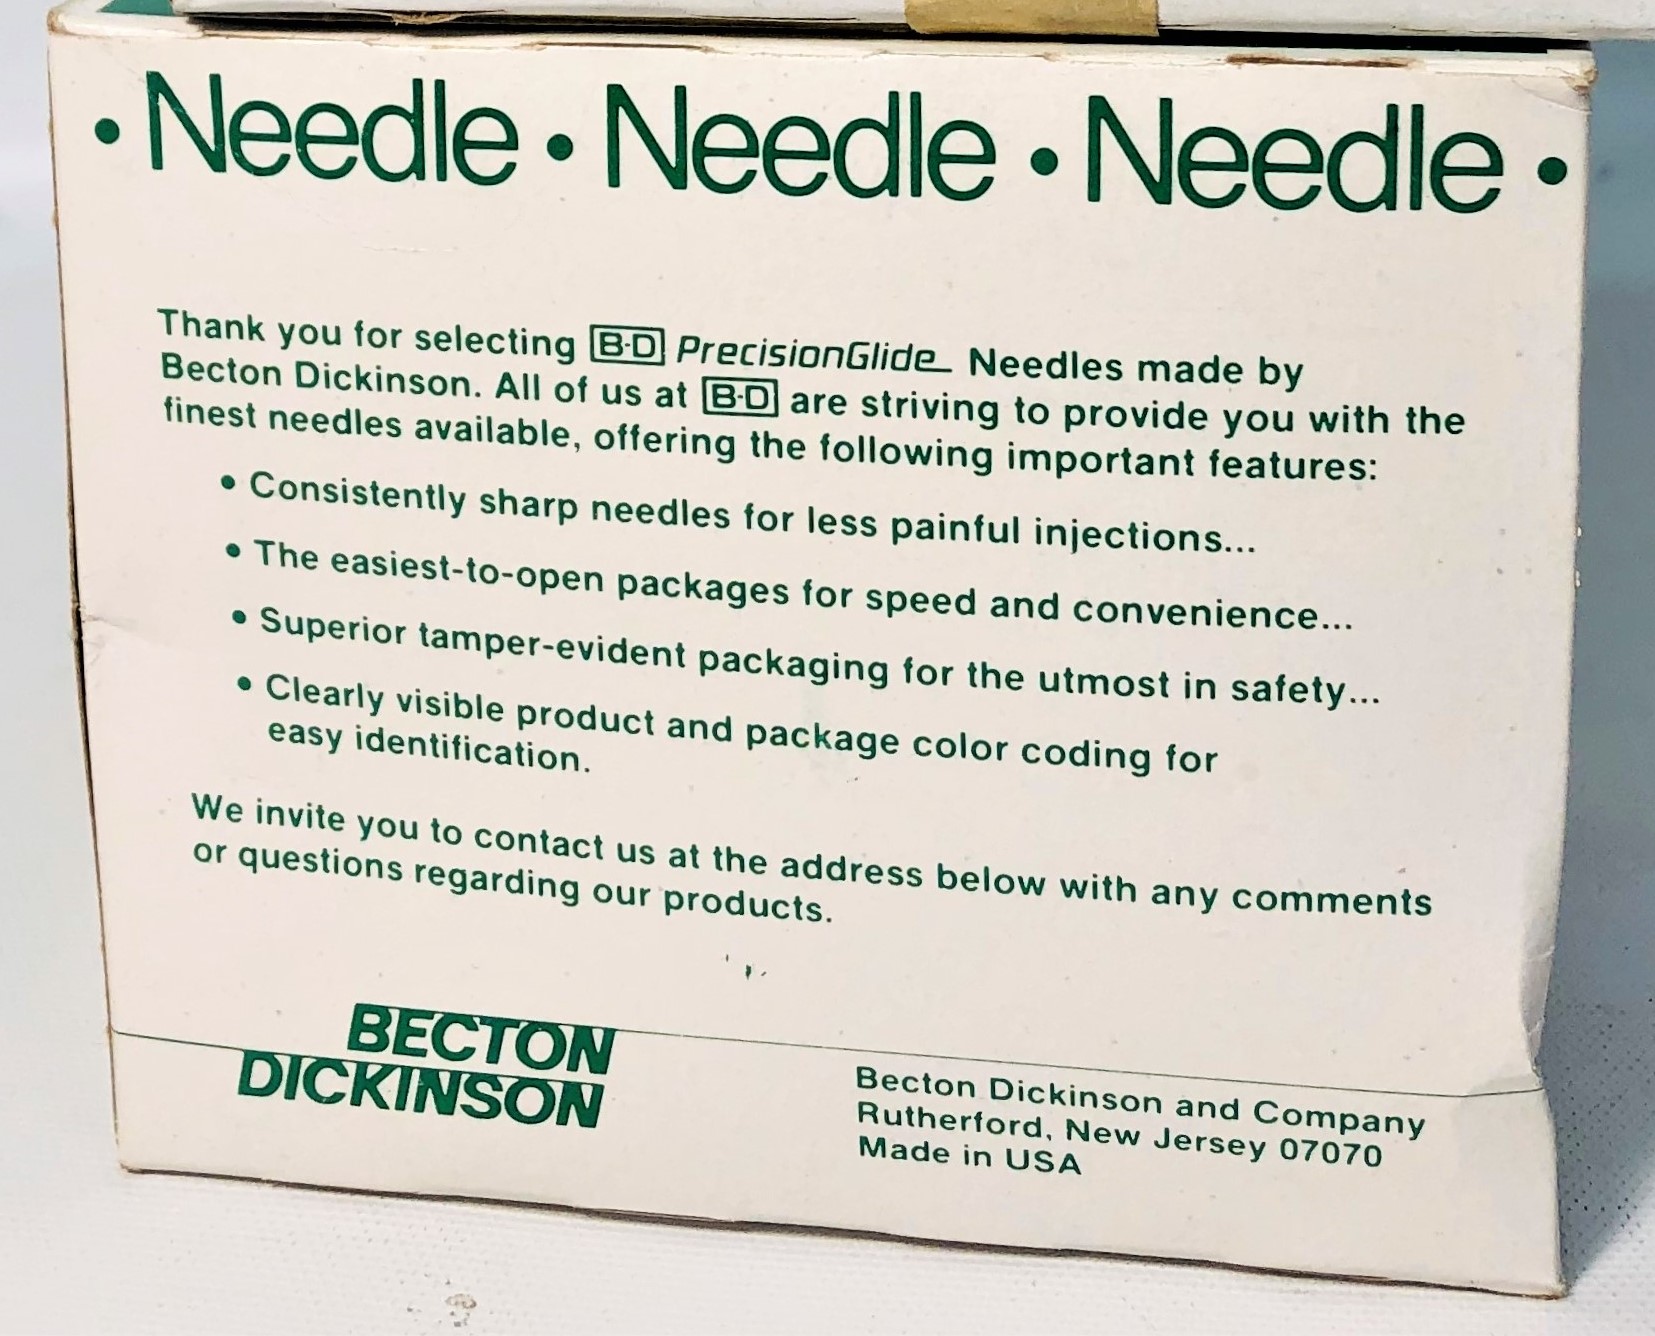 • Needle • Needle • Needle •
Thank you for selecting B-D PrecisionGlide Needles made by
Becton Dickinson. All of us at B-D are striving to provide you with the
finest needles available, offering the following important features:
• Consistently sharp needles for less painful injections...
• The easiest-to-open packages for speed and convenience...
• Superior tamper-evident packaging for the utmost in safety...
• Clearly visible product and package color coding for
easy identification.
We invite you to contact us at the address below with any comments
or questions regarding our products.
BECTON
DICKINSON
Becton Dickinson and Company
Rutherford, New Jersey 07070
Made in USA